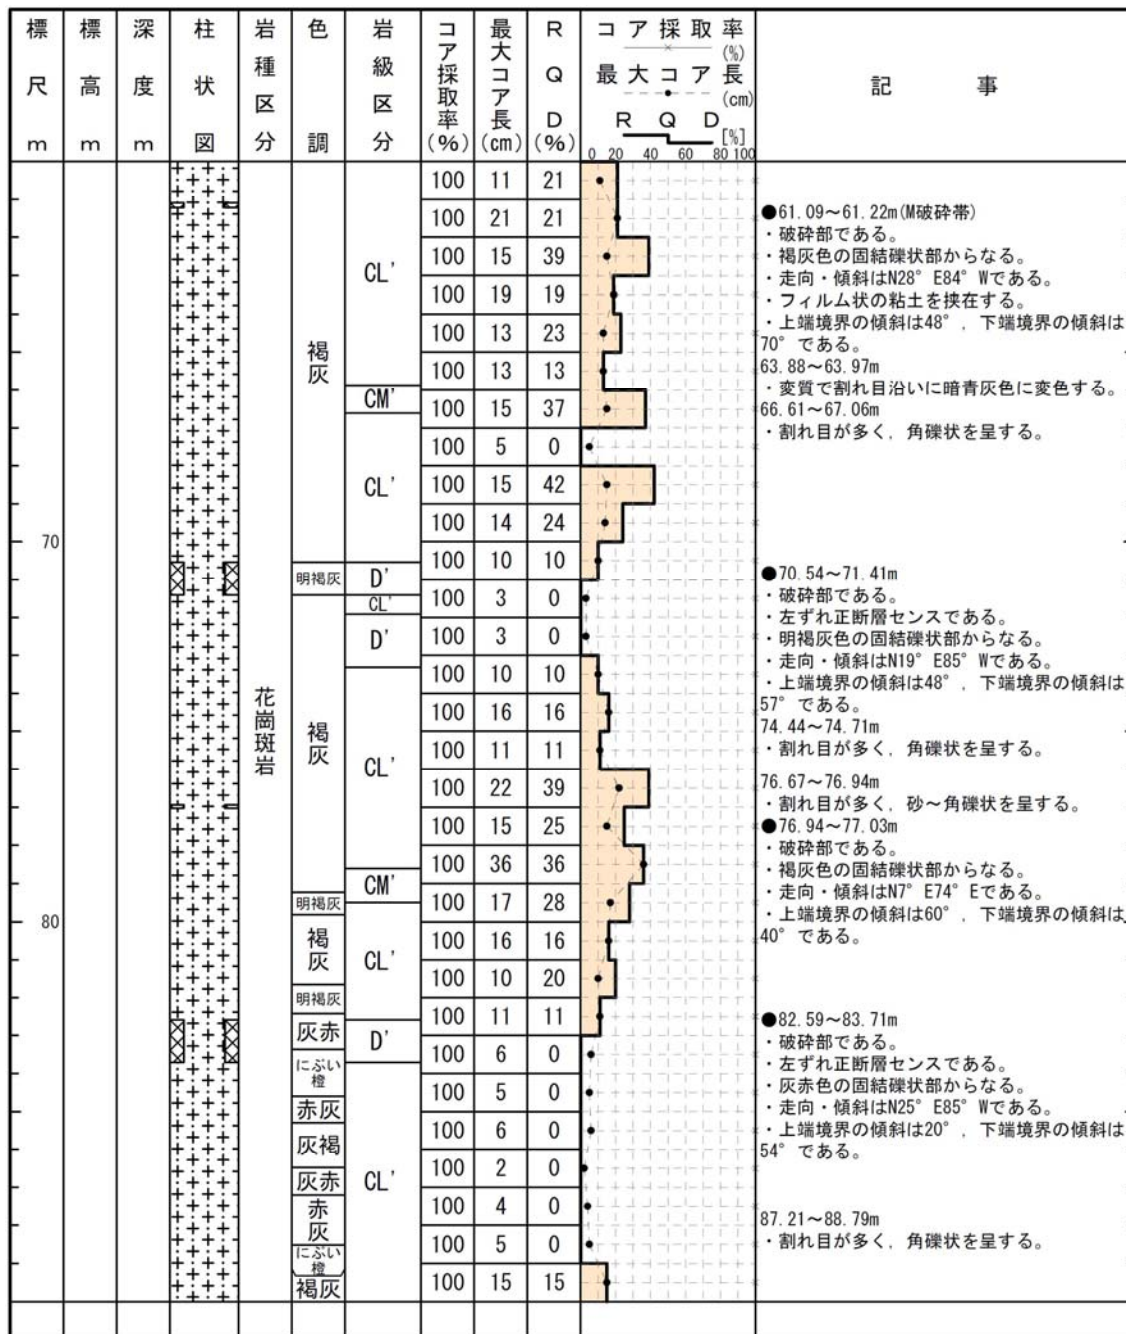 標尺m
標高m
深度m
柱状図
岩種区分
色調
岩級区分
コア採取率(%)
最大コア長(cm)
RQD(%)
コア採取率(%)
最大コア長(cm)
RQD[%]
0 20 40 60 80 100
記事
70
80
花崗斑岩
褐灰
明褐灰
褐灰
明褐灰
褐灰
明褐灰
灰赤
にぶい橙
赤灰
灰褐
灰赤
赤灰
にぶい橙
褐灰
CL'
CM'
CL'
D'
CL'
D'
CL'
CM'
CL'
D'
CL'
100 11 21
100 21 21
100 15 39
100 19 19
100 13 23
100 13 13
100 15 37
100 5 0
100 15 42
100 14 24
100 10 10
100 3 0
100 3 0
100 10 10
100 16 16
100 11 11
100 22 39
100 15 25
100 36 36
100 17 28
100 16 16
100 10 20
100 11 11
100 6 0
100 5 0
100 6 0
100 2 0
100 4 0
100 5 0
100 15 15
●61.09～61.22m(M破砕帯)
・破砕部である。
・褐灰色の固結礫状部からなる。
・走向・傾斜はN28°E84°Wである。
・フィルム状の粘土を挟在する。
・上端境界の傾斜は48°，下端境界の傾斜は
70°である。
63.88～63.97m
・変質で割れ目沿いに暗青灰色に変色する。
66.61～67.06m
・割れ目が多く，角礫状を呈する。
●70.54～71.41m
・破砕部である。
・左ずれ正断層センスである。
・明褐灰色の固結礫状部からなる。
・走向・傾斜はN19°E85°Wである。
・上端境界の傾斜は48°，下端境界の傾斜は
57°である。
74.44～74.71m
・割れ目が多く，角礫状を呈する。
76.67～76.94m
・割れ目が多く，砂～角礫状を呈する。
●76.94～77.03m
・破砕部である。
・褐灰色の固結礫状部からなる。
・走向・傾斜はN7°E74°Eである。
・上端境界の傾斜は60°，下端境界の傾斜は
40°である。
●82.59～83.71m
・破砕部である。
・左ずれ正断層センスである。
・灰赤色の固結礫状部からなる。
・走向・傾斜はN25°E85°Wである。
・上端境界の傾斜は20°，下端境界の傾斜は
54°である。
87.21～88.79m
・割れ目が多く，角礫状を呈する。